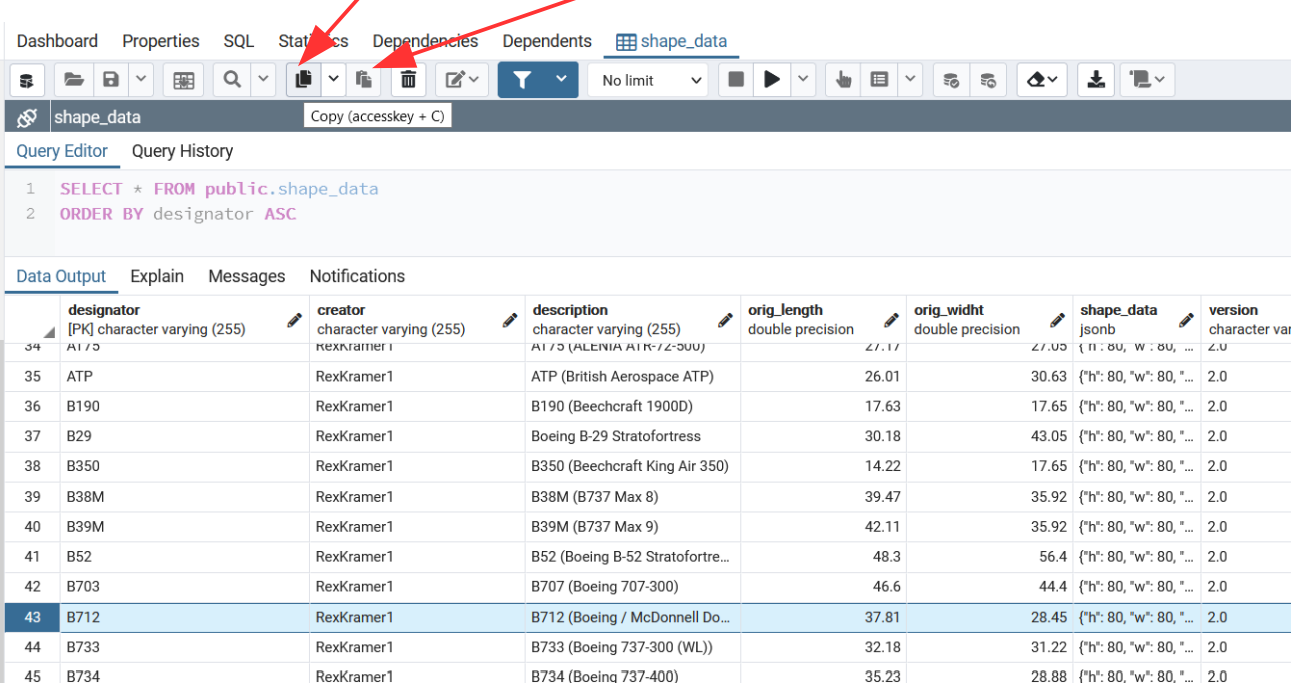 Dashboard Properties SQL Statistics Dependencies Dependents shape_data
No limit
shape_data
Copy (accesskey + C)
Query Editor Query History
1 SELECT * FROM public.shape_data
2 ORDER BY designator ASC
Data Output Explain Messages Notifications
designator creator description orig_length orig_widht shape_data version
[PK] character varying (255) character varying (255) character varying (255) double precision double precision jsonb character var
34 AT75 RexKramer1 AT75 (ALENIA ATR-72-500) 27.17 27.05 {"h": 80, "w": 80, "... 2.0
35 ATP RexKramer1 ATP (British Aerospace ATP) 26.01 30.63 {"h": 80, "w": 80, "... 2.0
36 B190 RexKramer1 B190 (Beechcraft 1900D) 17.63 17.65 {"h": 80, "w": 80, "... 2.0
37 B29 RexKramer1 Boeing B-29 Stratofortress 30.18 43.05 {"h": 80, "w": 80, "... 2.0
38 B350 RexKramer1 B350 (Beechcraft King Air 350) 14.22 17.65 {"h": 80, "w": 80, "... 2.0
39 B38M RexKramer1 B38M (B737 Max 8) 39.47 35.92 {"h": 80, "w": 80, "... 2.0
40 B39M RexKramer1 B39M (B737 Max 9) 42.11 35.92 {"h": 80, "w": 80, "... 2.0
41 B52 RexKramer1 B52 (Boeing B-52 Stratofortre... 48.3 56.4 {"h": 80, "w": 80, "... 2.0
42 B703 RexKramer1 B707 (Boeing 707-300) 46.6 44.4 {"h": 80, "w": 80, "... 2.0
43 B712 RexKramer1 B712 (Boeing / McDonnell Do... 37.81 28.45 {"h": 80, "w": 80, "... 2.0
44 B733 RexKramer1 B733 (Boeing 737-300 (WL)) 32.18 31.22 {"h": 80, "w": 80, "... 2.0
45 B734 RexKramer1 B734 (Boeing 737-400) 35.23 28.88 {"h": 80, "w": 80, "... 2.0